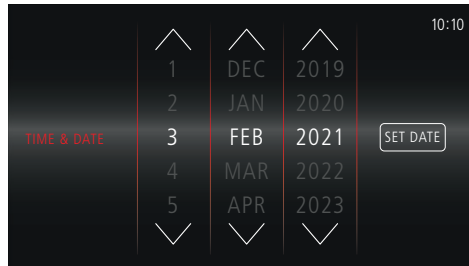 10:10
1 DEC 2019
2 JAN 2020
TIME & DATE 3 FEB 2021 SET DATE
4 MAR 2022
5 APR 2023